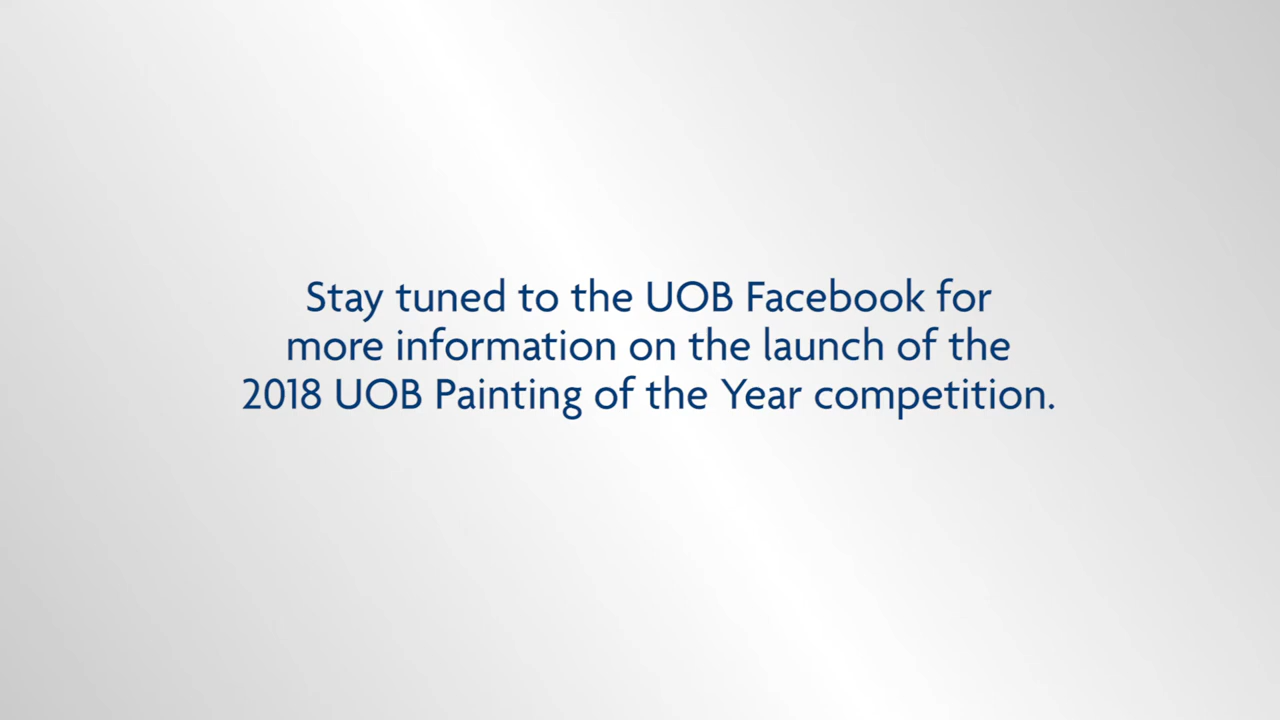 Stay tuned to the UOB Facebook for
more information on the launch of the
2018 UOB Painting of the Year competition.